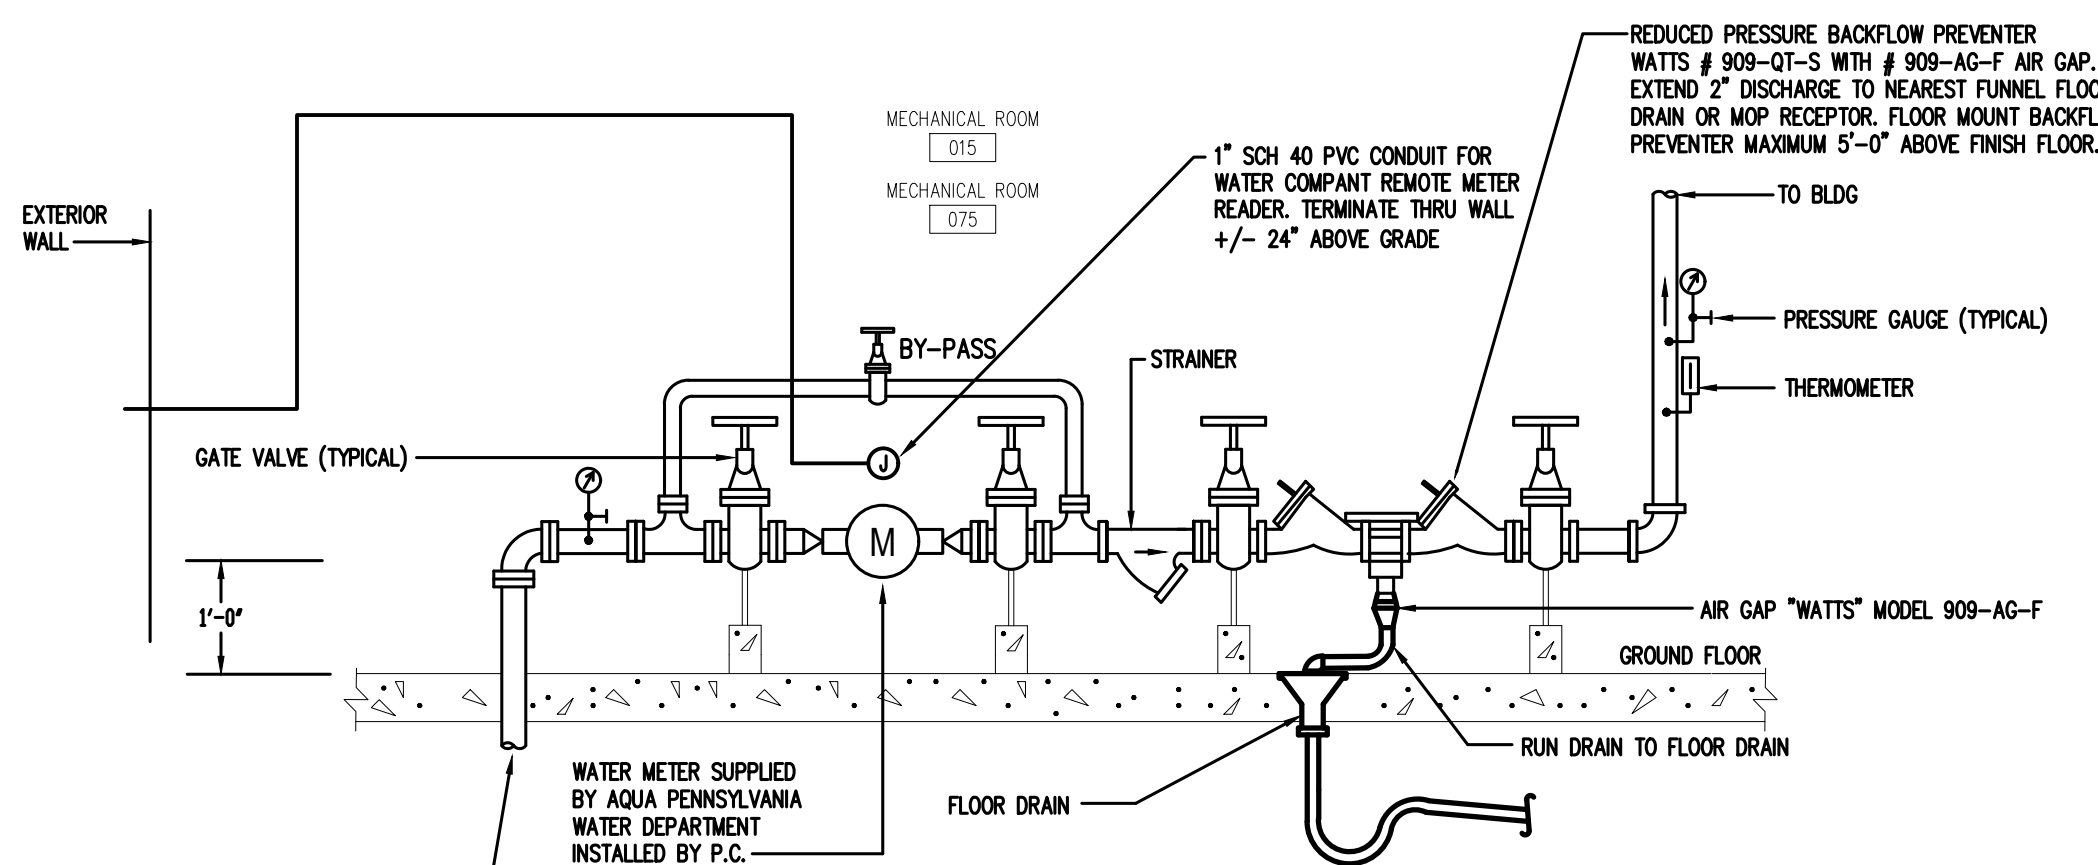 REDUCED PRESSURE BACKFLOW PREVENTER
WATTS # 909-QT-S WITH # 909-AG-F AIR GAP.
EXTEND 2" DISCHARGE TO NEAREST FUNNEL FLOO
DRAIN OR MOP RECEPTOR. FLOOR MOUNT BACKFL
PREVENTER MAXIMUM 5'-0" ABOVE FINISH FLOOR.
MECHANICAL ROOM
015
MECHANICAL ROOM
075
1" SCH 40 PVC CONDUIT FOR
WATER COMPANT REMOTE METER
READER. TERMINATE THRU WALL
+/- 24" ABOVE GRADE
TO BLDG
EXTERIOR
WALL
PRESSURE GAUGE (TYPICAL)
BY-PASS
STRAINER
THERMOMETER
GATE VALVE (TYPICAL)
J
M
1'-0"
AIR GAP "WATTS" MODEL 909-AG-F
GROUND FLOOR
RUN DRAIN TO FLOOR DRAIN
WATER METER SUPPLIED
BY AQUA PENNSYLVANIA
WATER DEPARTMENT
INSTALLED BY P.C.
FLOOR DRAIN